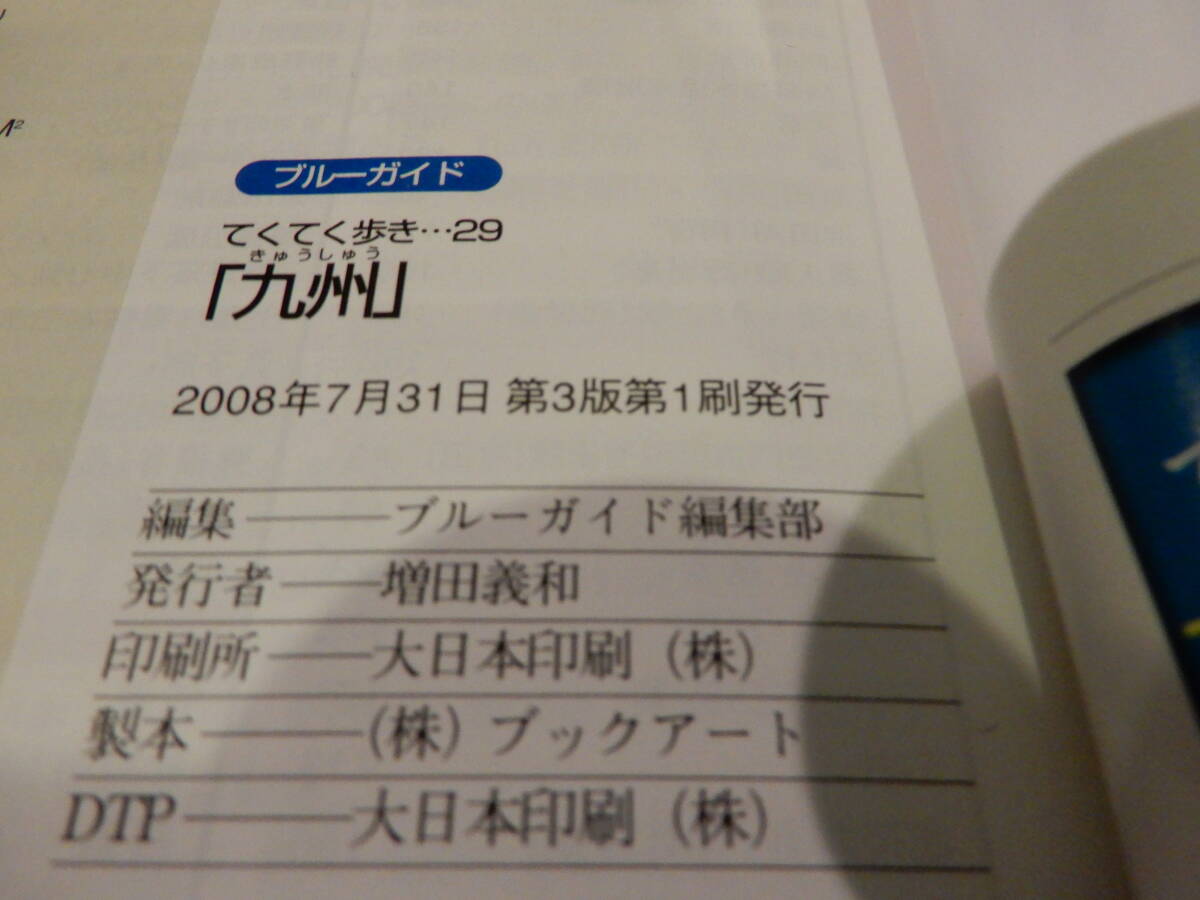 M²
ブルーガイド
てくてく歩き…29
きゅうしゅう
「九州」
2008年7月31日 第3版第1刷発行
編集―――ブルーガイド編集部
発行者――増田義和
印刷所――大日本印刷（株）
製本―――（株）ブックアート
DTP―――大日本印刷（株）